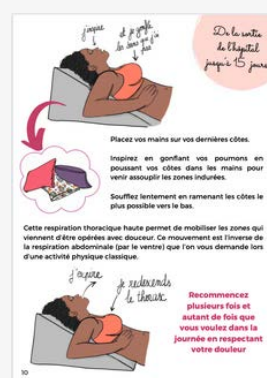 j'inspire
et je gonfle
De la sortie
de l'hôpital
jusqu'à 15 jours
Placez vos mains sur vos dernières côtes.
Inspirez en gonflant vos poumons en
poussant vos côtes dans les mains pour
venir assouplir les zones indurées.
Soufflez lentement en ramenant les côtes le
plus possible vers le bas.
Cette respiration thoracique haute permet de mobiliser les zones qui
viennent d'être opérées avec douceur. Ce mouvement est l'inverse de
la respiration abdominale (par le ventre) que l'on vous demande lors
d'une activité physique classique.
j'expire
je redescends
le thorax
Recommencez
plusieurs fois et
autant de fois que
vous voulez dans la
journée en respectant
votre douleur
10